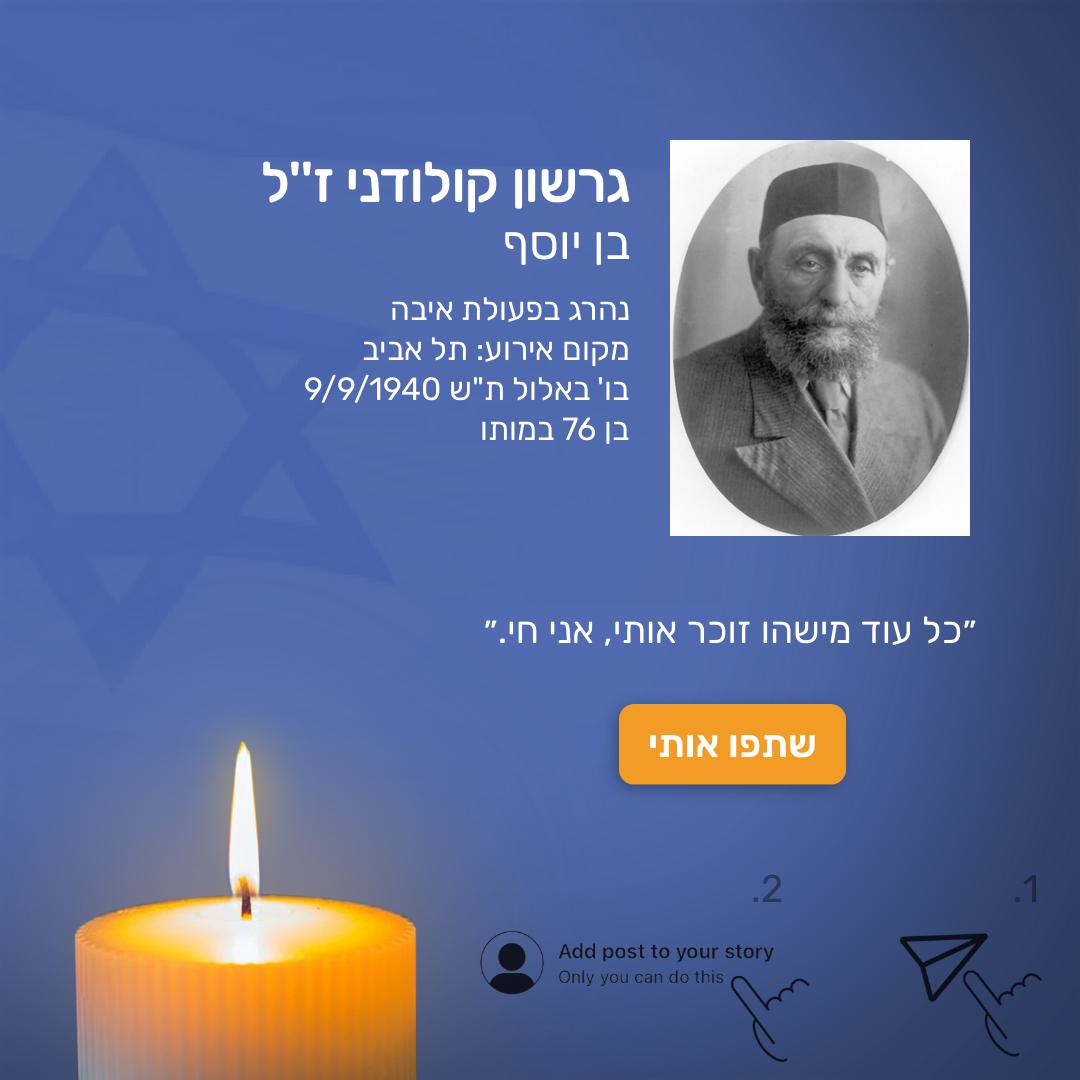 גרשון קולודני ז"ל
בן יוסף
נהרג בפעולת איבה
מקום אירוע: תל אביב
בו' באלול ת"ש 9/9/1940
בן 76 במותו
״כל עוד מישהו זוכר אותי, אני חי.״
שתפו אותי
1.
2.
Add post to your story
Only you can do this